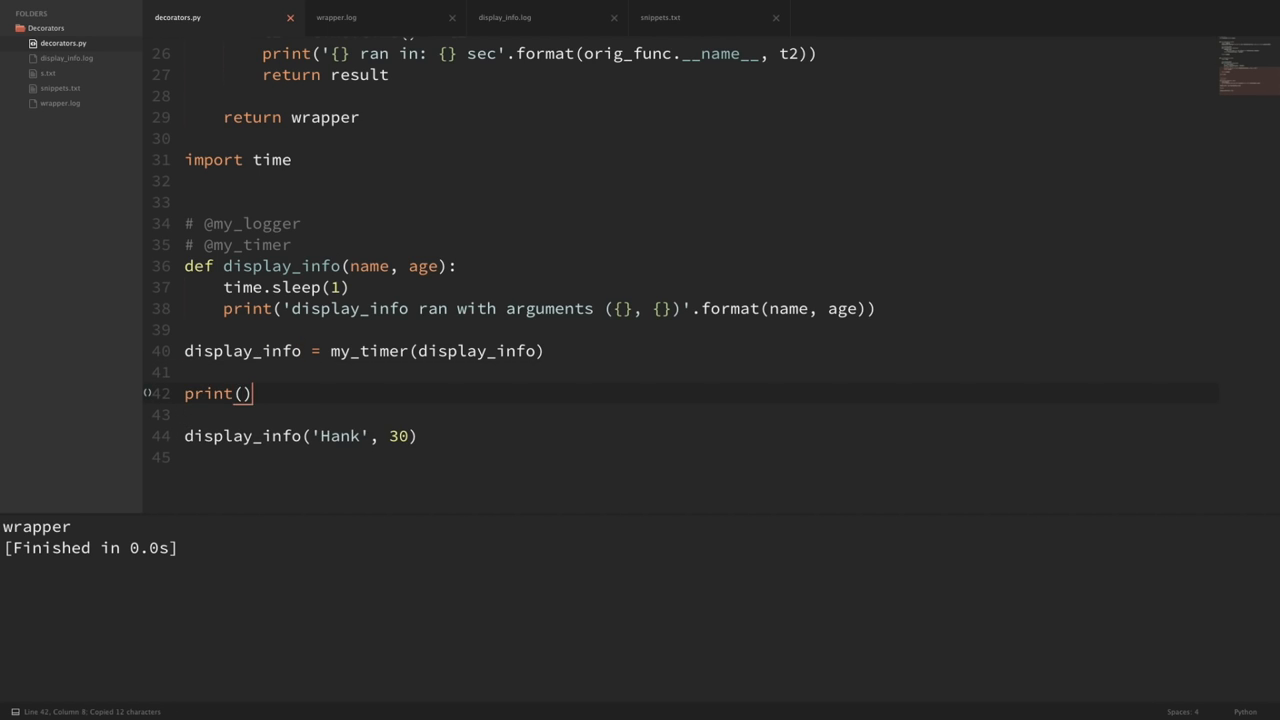 FOLDERS
Decorators
decorators.py
display_info.log
s.txt
snippets.txt
wrapper.log
decorators.py × wrapper.log × display_info.log × snippets.txt ×
26 print('{} ran in: {} sec'.format(orig_func.__name__, t2))
27 return result
28
29 return wrapper
30
31 import time
32
33
34 # @my_logger
35 # @my_timer
36 def display_info(name, age):
37 time.sleep(1)
38 print('display_info ran with arguments ({}, {})'.format(name, age))
39
40 display_info = my_timer(display_info)
41
42 print()
43
44 display_info('Hank', 30)
45
wrapper
[Finished in 0.0s]
Line 42, Column 8; Copied 12 characters
Spaces: 4 Python